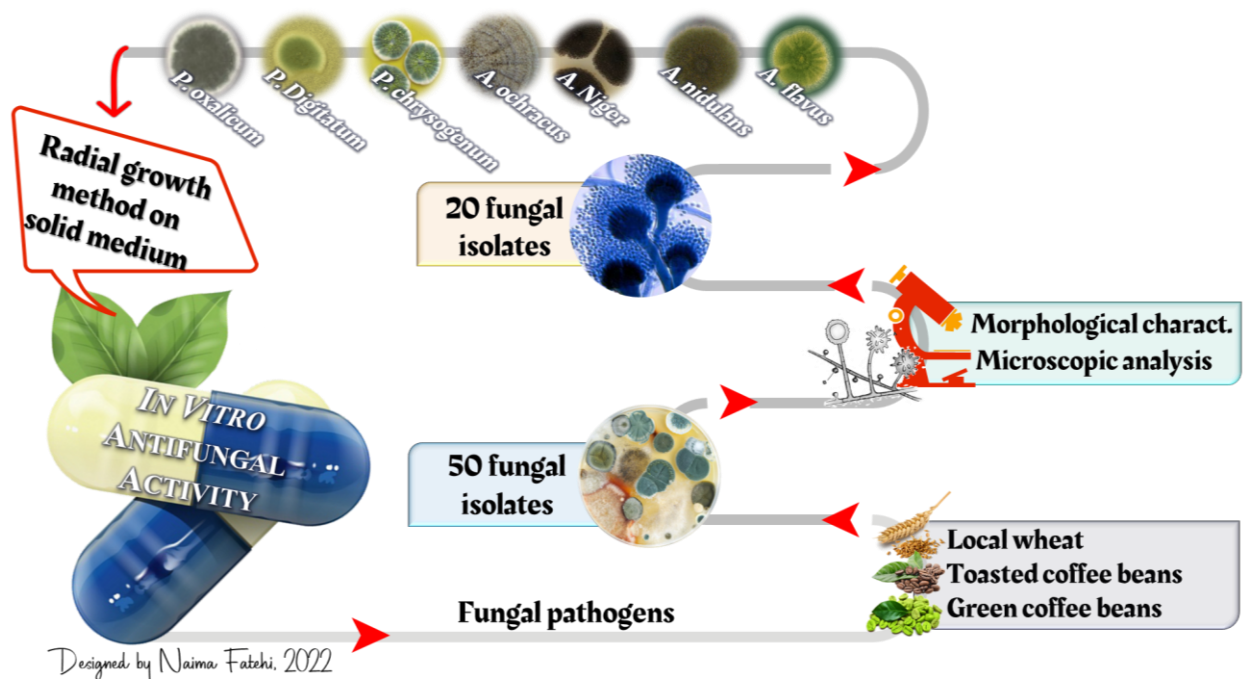 P. oxalicum
P. Digitatum
P. chrysogenum
A. ochracus
A. Niger
A. nidulans
A. flavus
Radial growth
method on
solid medium
20 fungal
isolates
Morphological charact.
Microscopic analysis
IN VITRO
ANTIFUNGAL
ACTIVITY
50 fungal
isolates
Local wheat
Toasted coffee beans
Green coffee beans
Fungal pathogens
Designed by Naima Fatehi, 2022